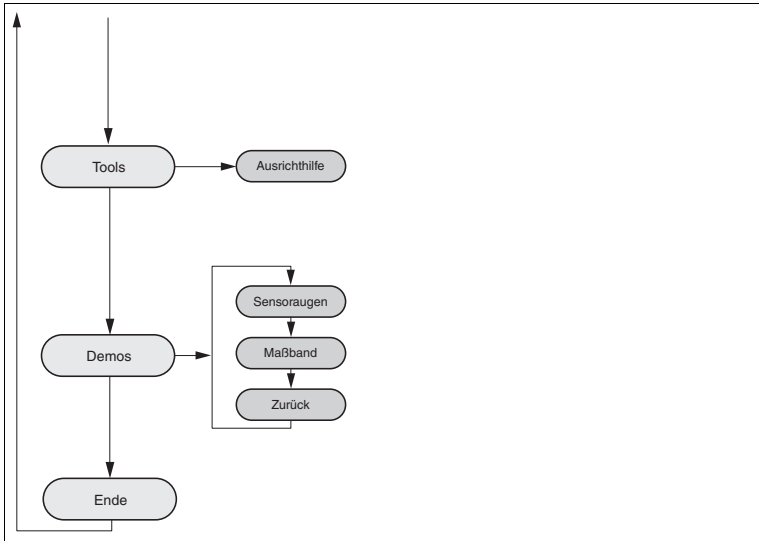 Tools
Ausrichthilfe
Sensoraugen
Maßband
Demos
Zurück
Ende